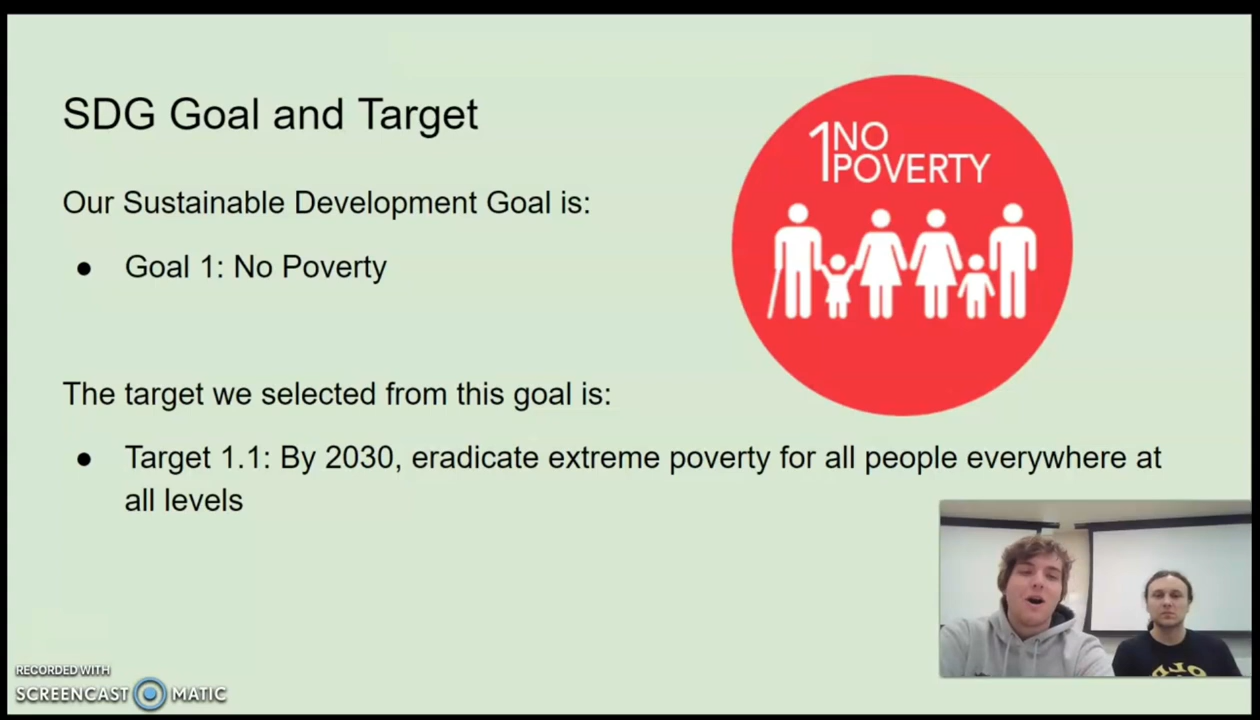 SDG Goal and Target
1 NO
POVERTY
Our Sustainable Development Goal is:
● Goal 1: No Poverty
The target we selected from this goal is:
● Target 1.1: By 2030, eradicate extreme poverty for all people everywhere at
all levels
RECORDED WITH
SCREENCAST MATIC